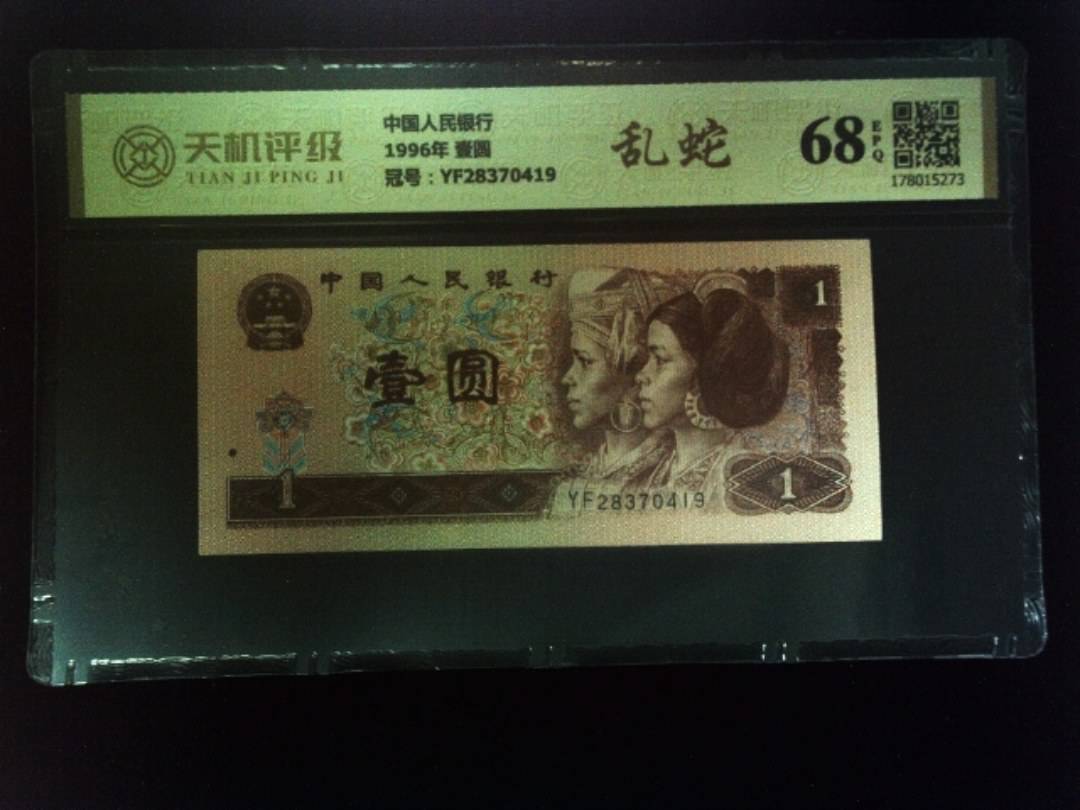 天机评级
TIAN JI PING JI
中国人民银行
1996年 壹圆
冠号：YF28370419
乱蛇
68
EPQ
178015273
中国人民银行
1
壹圆
1
YF28370419
1